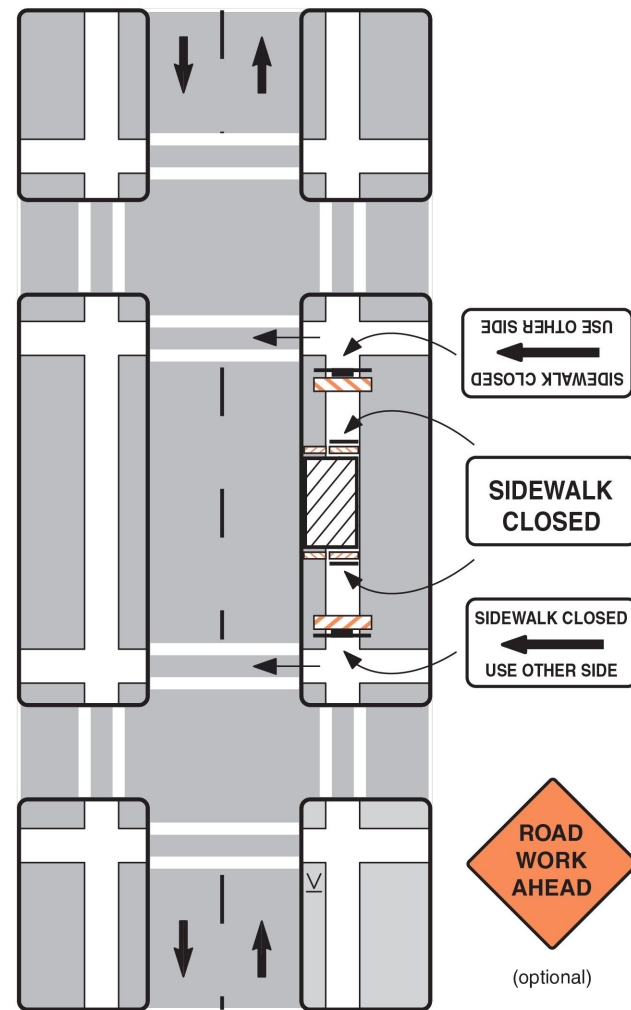 SIDEWALK CLOSED
USE OTHER SIDE
SIDEWALK
CLOSED
SIDEWALK CLOSED
USE OTHER SIDE
ROAD
WORK
AHEAD
(optional)